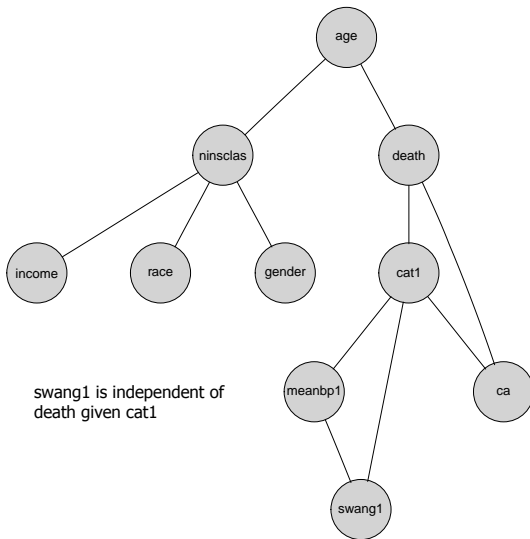 age
ninsclas
death
income
race
gender
cat1
swang1 is independent of
death given cat1
meanbp1
ca
swang1